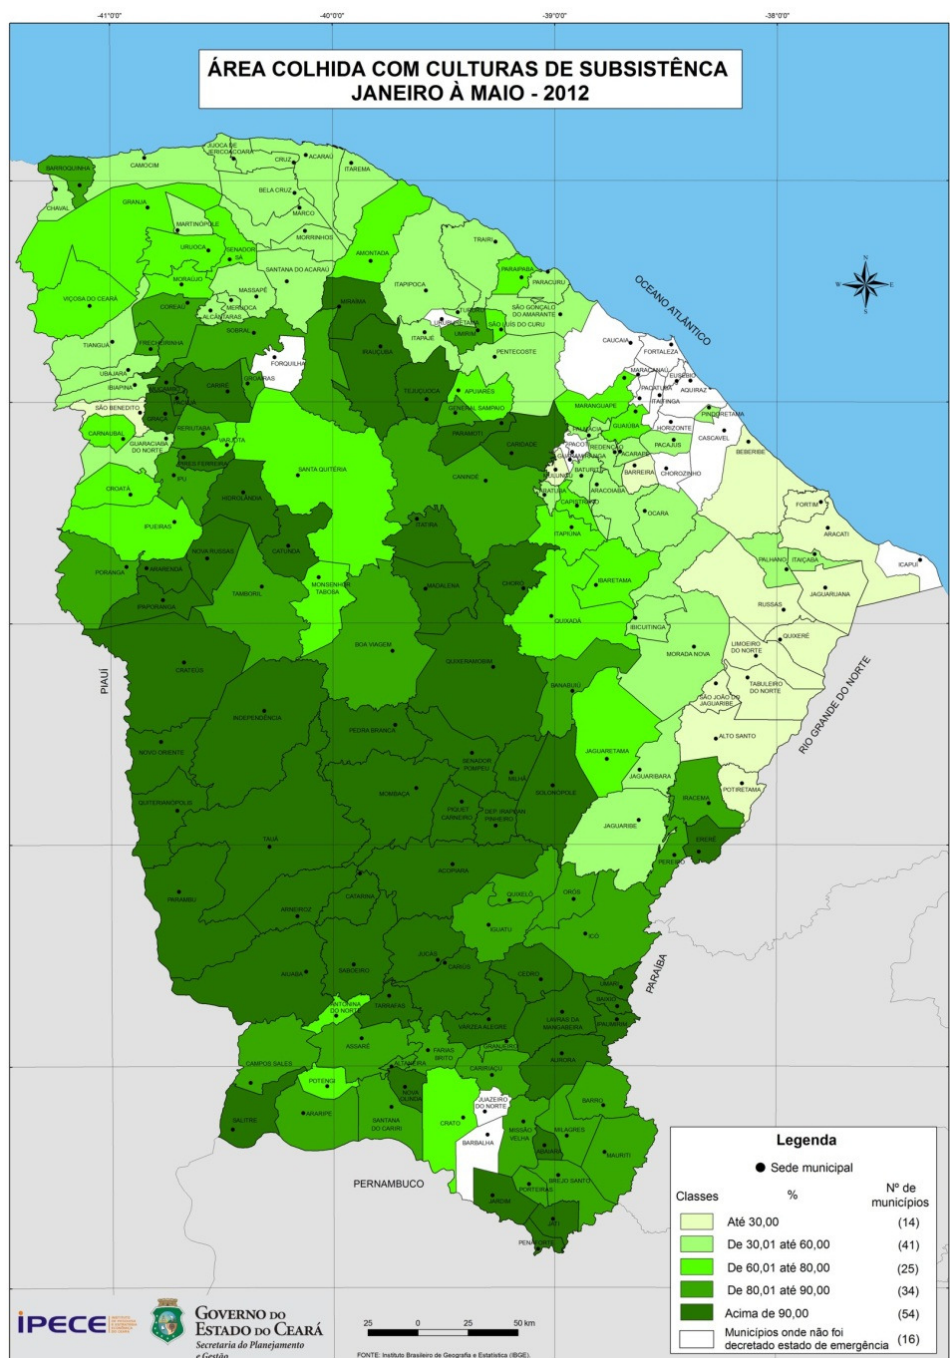 -41°0'0"
-40°0'0"
-39°0'0"
-38°0'0"
ÁREA COLHIDA COM CULTURAS DE SUBSISTÊNCA
JANEIRO À MAIO - 2012
JIJOCA DE
JERICOACOARA
CRUZ
ACARAÚ
BARROQUINHA
CAMOCIM
ITAREMA
CHAVAL
BELA CRUZ
GRANJA
MARCO
MARTINÓPOLE
MORRINHOS
TRAIRI
URUOCA
SENADOR
SÁ
AMONTADA
SANTANA DO ACARAÚ
PARAIPABA
PARACURU
MORAÚJO
MASSAPÊ
ITAPIPOCA
OCEANO ATLÂNTICO
N
W
E
S
VIÇOSA DO CEARÁ
COREAÚ
MERUOCA
ALCÂNTARAS
MIRAÍMA
SÃO GONÇALO
DO AMARANTE
SÃO LUÍS DO CURU
UMIRIM
TIANGUÁ
FRECHEIRINHA
SOBRAL
IRAUÇUBA
ITAPAJÉ
CAUCAIA
FORTALEZA
UBAJARA
FORQUILHA
PENTECOSTE
IBIAPINA
CARIRÉ
TEJUÇUOCA
APUIARÉS
MARACANAÚ
EUSÉBIO
PACATUBA
AQUIRAZ
ITAITINGA
SÃO BENEDITO
GRAÇA
GENERAL SAMPAIO
MARANGUAPE
PINDORETAMA
CARNAUBAL
RERIUTABA
VARJOTA
PARAMOTI
GUAIÚBA
HORIZONTE
GUARACIABA
DO NORTE
CARIDADE
REDENÇÃO
ACARAPE
PACAJUS
CASCAVEL
BEBERIBE
PIRES FERREIRA
CROATÁ
IPU
SANTA QUITÉRIA
CANINDÉ
BATURITÉ
BARREIRA
CHOROZINHO
HIDROLÂNDIA
ARACOIABA
CAPISTRANO
OCARA
FORTIM
IPUEIRAS
ITATIRA
ITAPIÚNA
ARACATI
NOVA RUSSAS
CATUNDA
PORANGA
ARARENDÁ
MONSENHOR
TABOSA
MADALENA
CHORÓ
IBARETAMA
PALHANO
ITAIÇABA
ICAPUÍ
IPAPORANGA
TAMBORIL
JAGUARUANA
QUIXADÁ
IBICUITINGA
RUSSAS
BOA VIAGEM
QUIXERÉ
MORADA NOVA
LIMOEIRO
DO NORTE
CRATEÚS
QUIXERAMOBIM
PIAUÍ
BANABUIÚ
TABULEIRO
DO NORTE
SÃO JOÃO DO
JAGUARIBE
RIO GRANDE DO NORTE
INDEPENDÊNCIA
PEDRA BRANCA
ALTO SANTO
NOVO ORIENTE
SENADOR
POMPEU
JAGUARETAMA
JAGUARIBARA
MILHÃ
SOLONÓPOLE
POTIRETAMA
QUITERIANÓPOLIS
MOMBAÇA
PIQUET
CARNEIRO
DEP. IRAPUAN
PINHEIRO
IRACEMA
JAGUARIBE
TAUÁ
ERERÊ
PEREIRO
ACOPIARA
PARAMBU
CATARINA
QUIXELÔ
ORÓS
ARNEIROZ
IGUATU
ICÓ
PARAÍBA
JUCÁS
CARIÚS
AIUABA
SABOEIRO
CEDRO
UMARI
ANTONINA
DO NORTE
TARRAFAS
BAIXIO
LAVRAS DA
MANGABEIRA
IPAUMIRIM
VÁRZEA ALEGRE
ASSARÉ
FARIAS
BRITO
GRANJEIRO
CAMPOS SALES
ALTANEIRA
CARIRIAÇU
AURORA
POTENGI
NOVA
OLINDA
JUAZEIRO
DO NORTE
BARRO
SALITRE
ARARIPE
SANTANA
DO CARIRI
CRATO
MISSÃO
VELHA
MILAGRES
BARBALHA
ABAIARA
MAURITI
PERNAMBUCO
BREJO SANTO
PORTEIRAS
JARDIM
JATI
PENAFORTE
Legenda
Sede municipal
Classes
%
Nº de
municípios
Até 30,00
(14)
De 30,01 até 60,00
(41)
De 60,01 até 80,00
(25)
De 80,01 até 90,00
(34)
Acima de 90,00
(54)
Municípios onde não foi
decretado estado de emergência
(16)
IPECE
GOVERNO DO
ESTADO DO CEARÁ
Secretaria do Planejamento
e Gestão
25
0
25
50 km
FONTE: Instituto Brasileiro de Geografia e Estatística (IBGE).